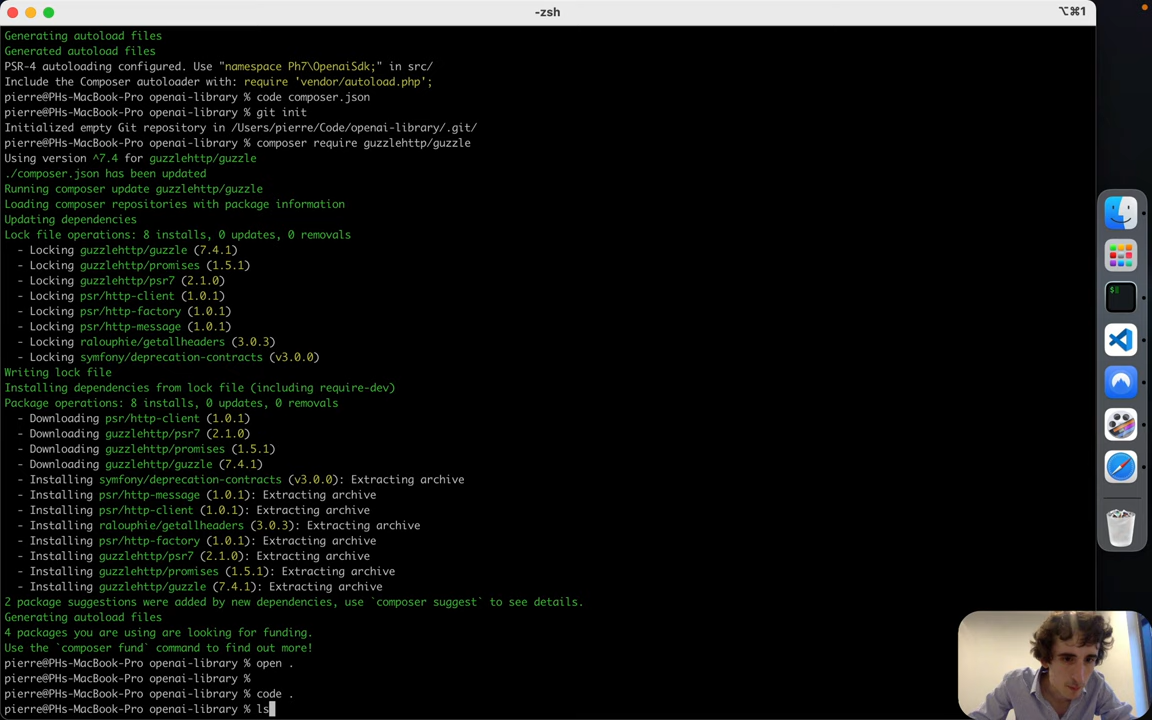 -zsh
⌥⌘1
Generating autoload files
Generated autoload files
PSR-4 autoloading configured. Use "namespace Ph7\OpenaiSdk;" in src/
Include the Composer autoloader with: require 'vendor/autoload.php';
pierre@PHs-MacBook-Pro openai-library % code composer.json
pierre@PHs-MacBook-Pro openai-library % git init
Initialized empty Git repository in /Users/pierre/Code/openai-library/.git/
pierre@PHs-MacBook-Pro openai-library % composer require guzzlehttp/guzzle
Using version ^7.4 for guzzlehttp/guzzle
./composer.json has been updated
Running composer update guzzlehttp/guzzle
Loading composer repositories with package information
Updating dependencies
Lock file operations: 8 installs, 0 updates, 0 removals
- Locking guzzlehttp/guzzle (7.4.1)
- Locking guzzlehttp/promises (1.5.1)
- Locking guzzlehttp/psr7 (2.1.0)
- Locking psr/http-client (1.0.1)
- Locking psr/http-factory (1.0.1)
- Locking psr/http-message (1.0.1)
- Locking ralouphie/getallheaders (3.0.3)
- Locking symfony/deprecation-contracts (v3.0.0)
Writing lock file
Installing dependencies from lock file (including require-dev)
Package operations: 8 installs, 0 updates, 0 removals
- Downloading psr/http-client (1.0.1)
- Downloading guzzlehttp/psr7 (2.1.0)
- Downloading guzzlehttp/promises (1.5.1)
- Downloading guzzlehttp/guzzle (7.4.1)
- Installing symfony/deprecation-contracts (v3.0.0): Extracting archive
- Installing psr/http-message (1.0.1): Extracting archive
- Installing psr/http-client (1.0.1): Extracting archive
- Installing ralouphie/getallheaders (3.0.3): Extracting archive
- Installing psr/http-factory (1.0.1): Extracting archive
- Installing guzzlehttp/psr7 (2.1.0): Extracting archive
- Installing guzzlehttp/promises (1.5.1): Extracting archive
- Installing guzzlehttp/guzzle (7.4.1): Extracting archive
2 package suggestions were added by new dependencies, use `composer suggest` to see details.
Generating autoload files
4 packages you are using are looking for funding.
Use the `composer fund` command to find out more!
pierre@PHs-MacBook-Pro openai-library % open .
pierre@PHs-MacBook-Pro openai-library %
pierre@PHs-MacBook-Pro openai-library % code .
pierre@PHs-MacBook-Pro openai-library % ls